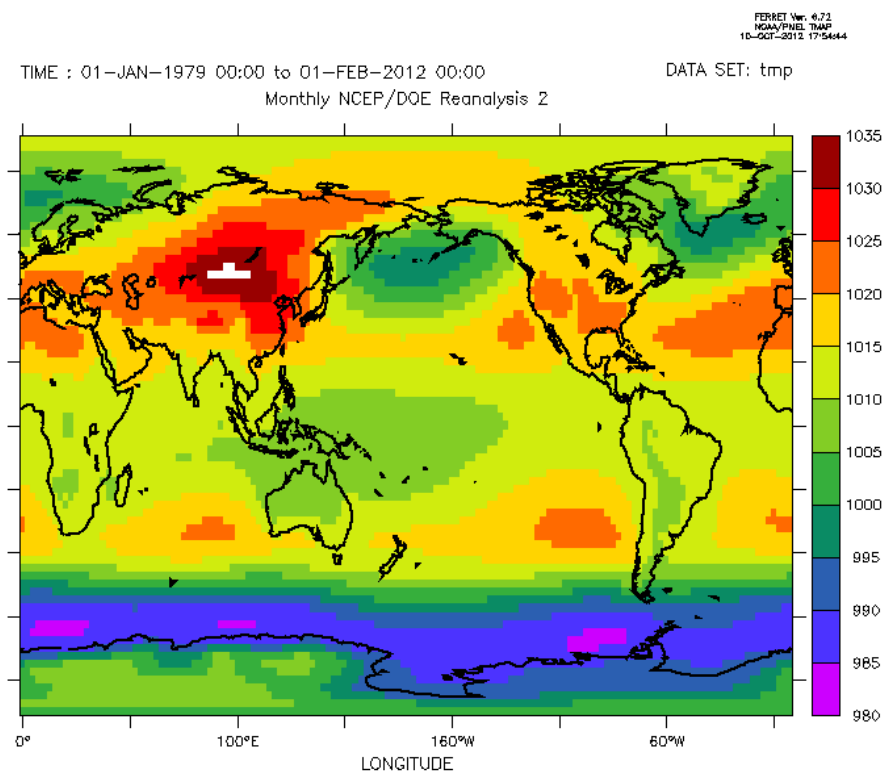 FERRET Ver. 6.72
NOAA/PMEL TMAP
10-OCT-2012 17:54:44
TIME : 01-JAN-1979 00:00 to 01-FEB-2012 00:00
DATA SET: tmp
Monthly NCEP/DOE Reanalysis 2
1035
1030
1025
1020
1015
1010
1005
1000
995
990
985
980
0°
100°E
160°W
60°W
LONGITUDE